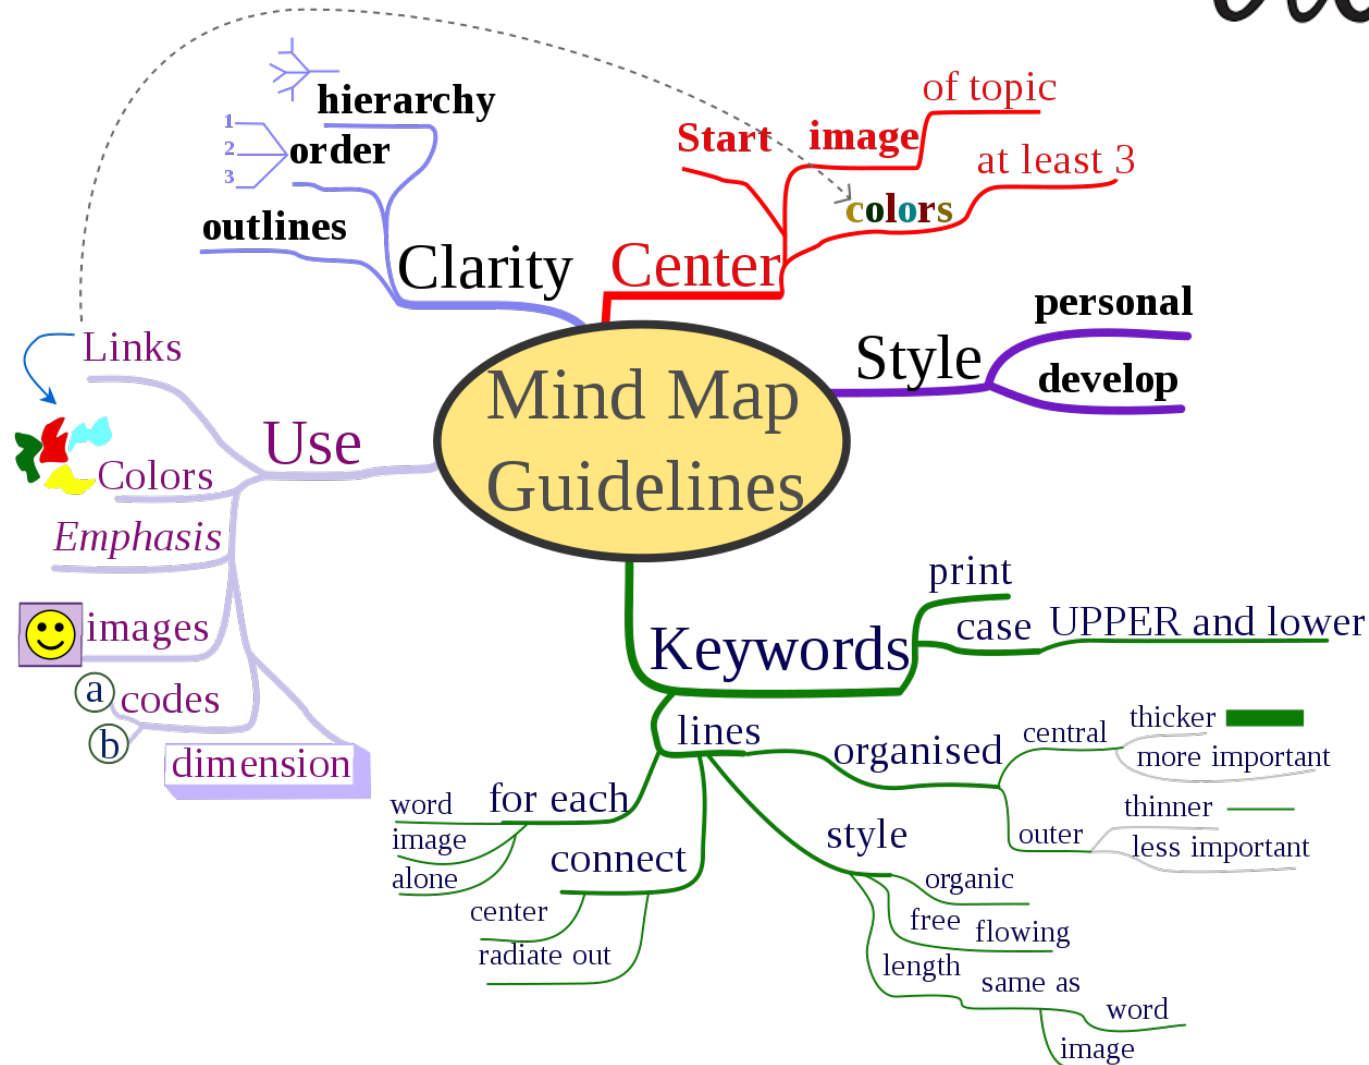 Mind Map
Guidelines
hierarchy
1
2
3
order
outlines
Clarity
Start
image
of topic
colors
at least 3
Center
personal
Style
develop
Links
Use
Colors
Emphasis
images
a
codes
b
dimension
print
Keywords
case
UPPER and lower
lines
organised
central
thicker
more important
outer
thinner
less important
for each
word
image
alone
connect
center
radiate out
style
organic
free flowing
length
same as
word
image